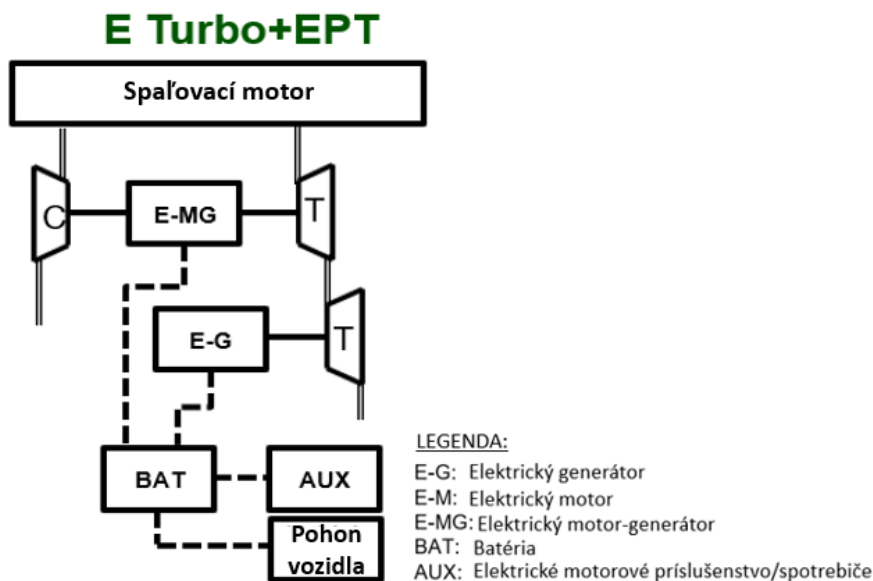 E Turbo+EPT
Spaľovací motor
C
E-MG
T
E-G
T
BAT
AUX
Pohon
vozidla
LEGENDA:
E-G: Elektrický generátor
E-M: Elektrický motor
E-MG: Elektrický motor-generátor
BAT: Batéria
AUX: Elektrické motorové príslušenstvo/spotrebiče